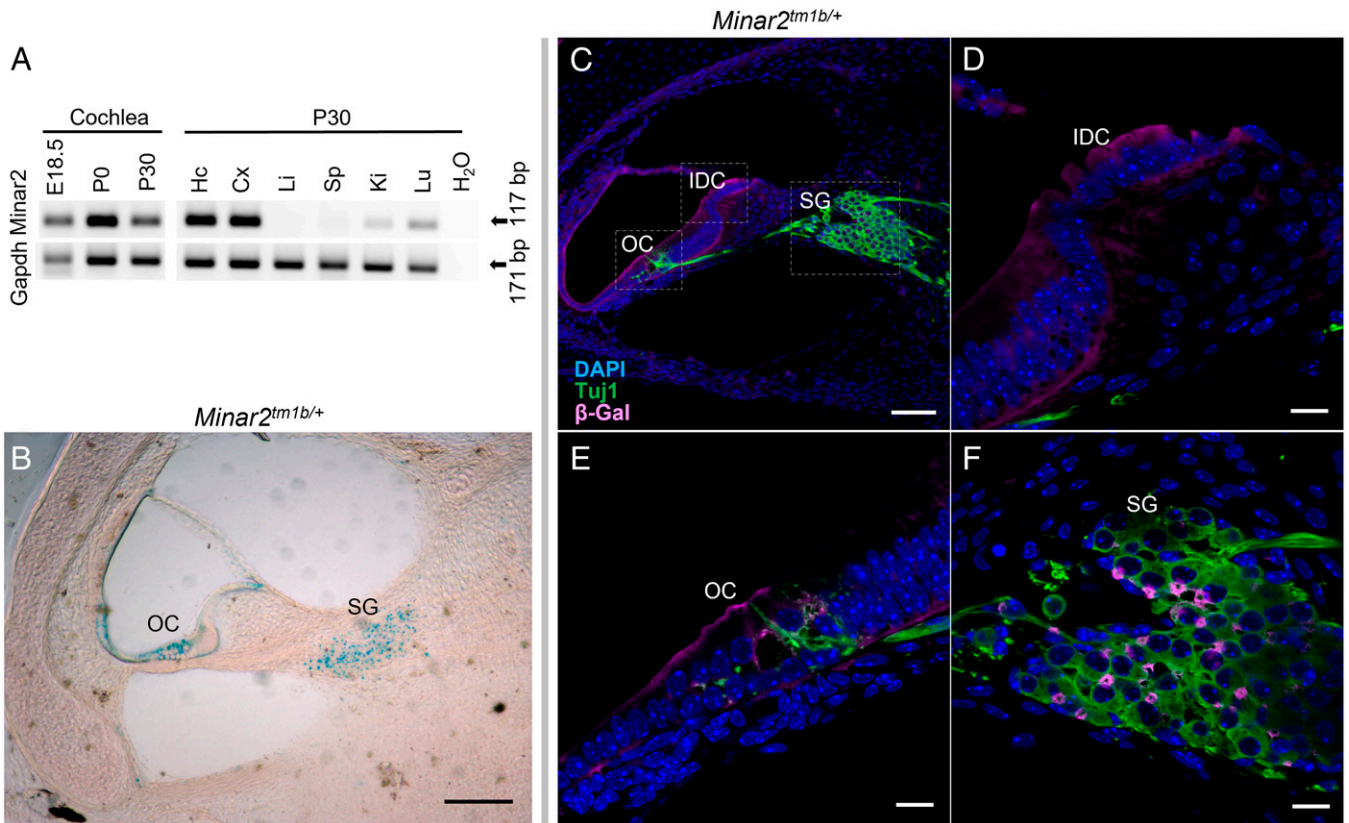 Minar2tm1b/+
A
Cochlea P30
E18.5 P0 P30 Hc Cx Li Sp Ki Lu H2O
Minar2 117 bp
Gapdh 171 bp
Minar2tm1b/+
B
OC
SG
C
IDC
SG
OC
DAPI
Tuj1
β-Gal
D
IDC
E
OC
F
SG